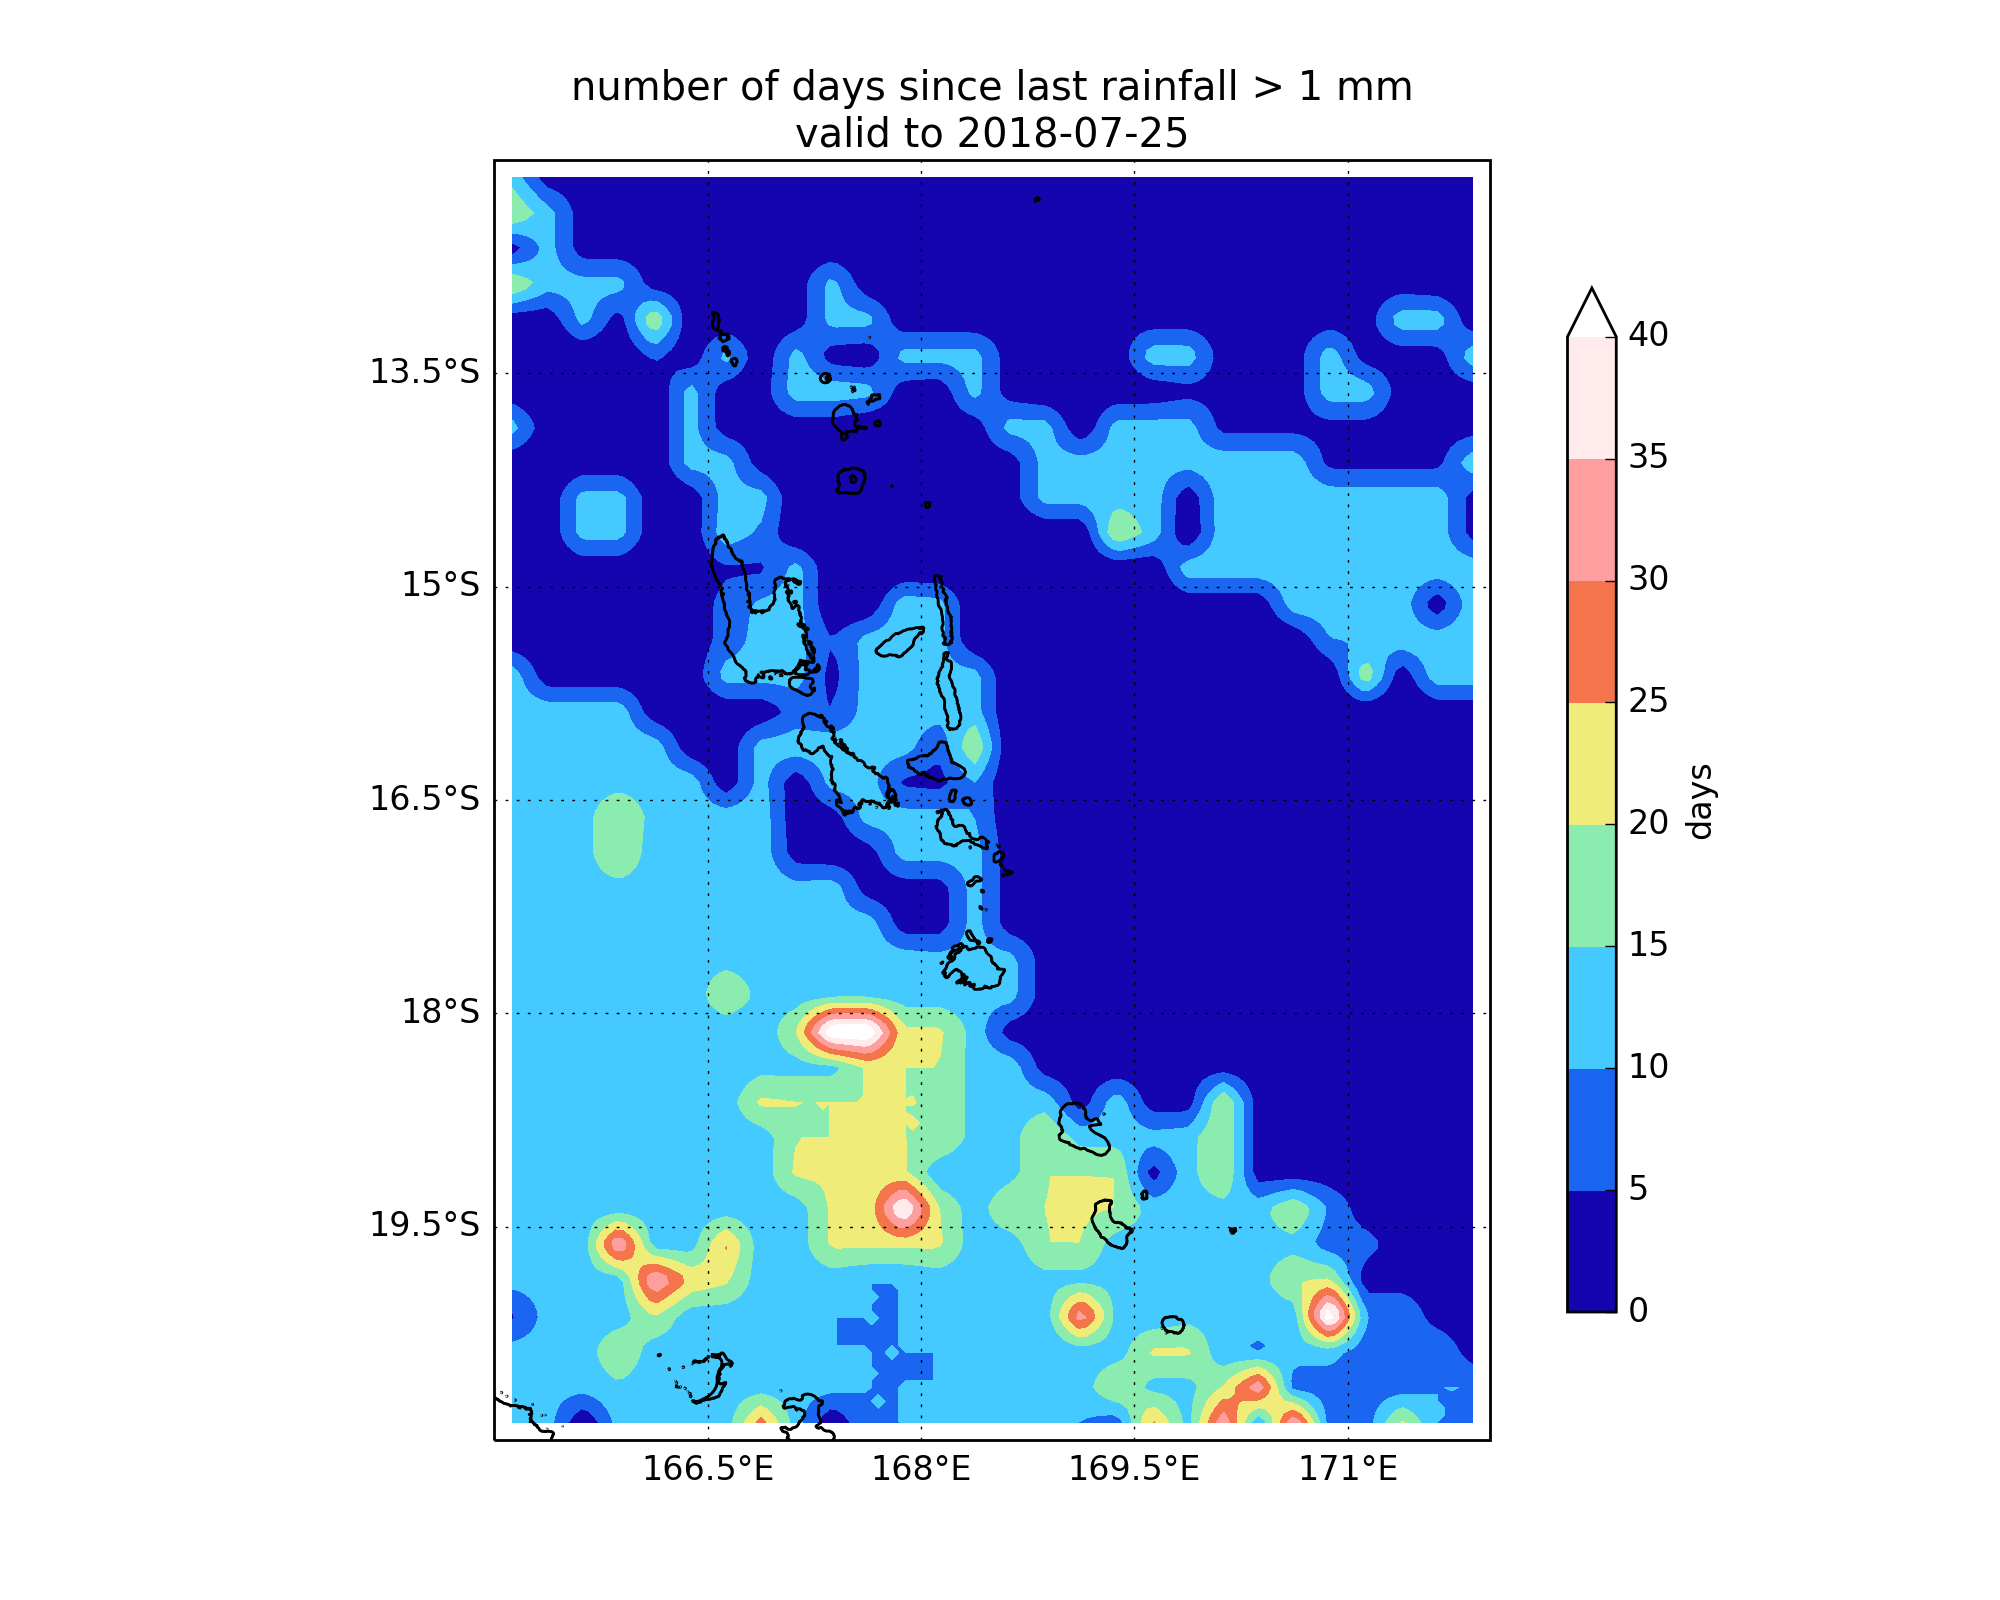 number of days since last rainfall > 1 mm
valid to 2018-07-25
13.5°S
15°S
16.5°S
18°S
19.5°S
166.5°E
168°E
169.5°E
171°E
40
35
30
25
20
15
10
5
0
days